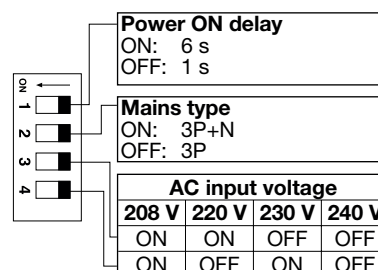 Power ON delay
ON: 6 s
OFF: 1 s
ON
1
2
3
4
Mains type
ON: 3P+N
OFF: 3P
AC input voltage
208 V 220 V 230 V 240 V
ON ON OFF OFF
ON OFF ON OFF